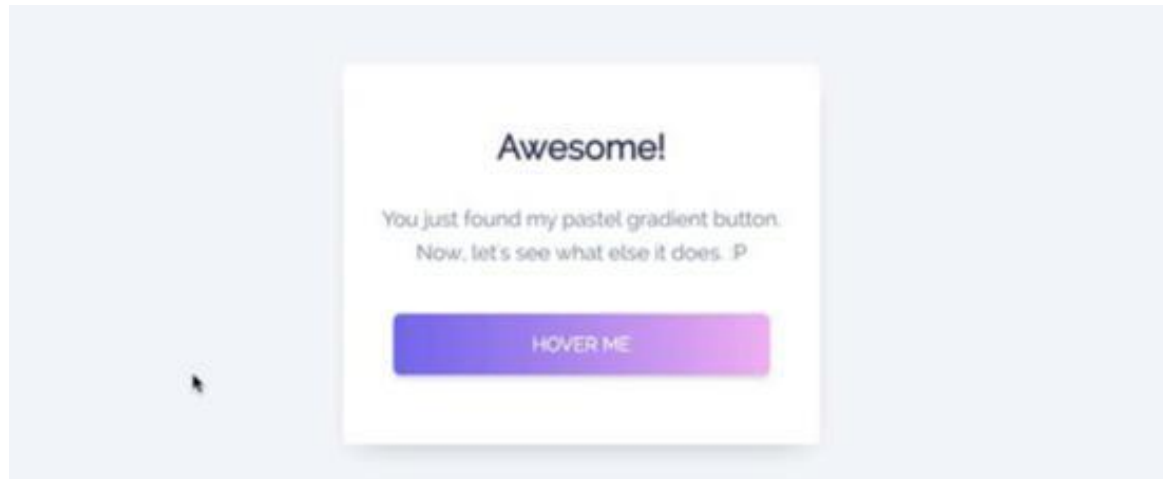 Awesome!
You just found my pastel gradient button.
Now, let's see what else it does. :P
HOVER ME